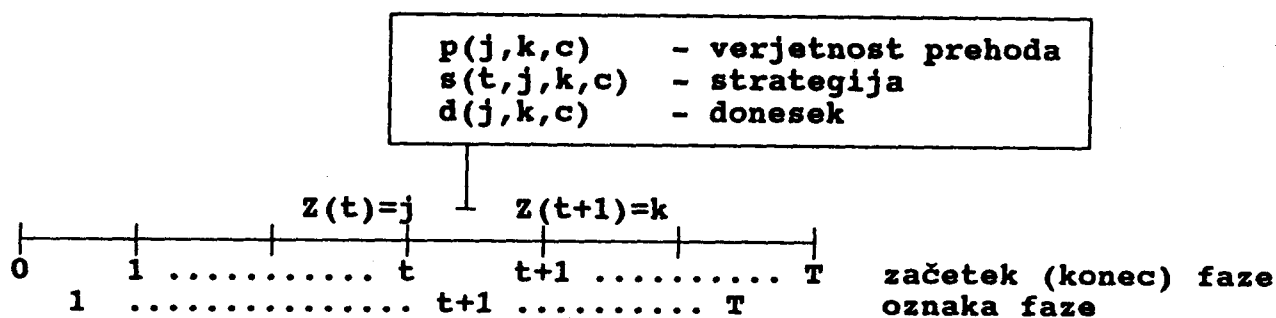 p(j,k,c) - verjetnost prehoda
s(t,j,k,c) - strategija
d(j,k,c) - donesek
Z(t)=j Z(t+1)=k
0 1 ........... t t+1 .......... T začetek (konec) faze
1 ............. t+1 .......... T oznaka faze